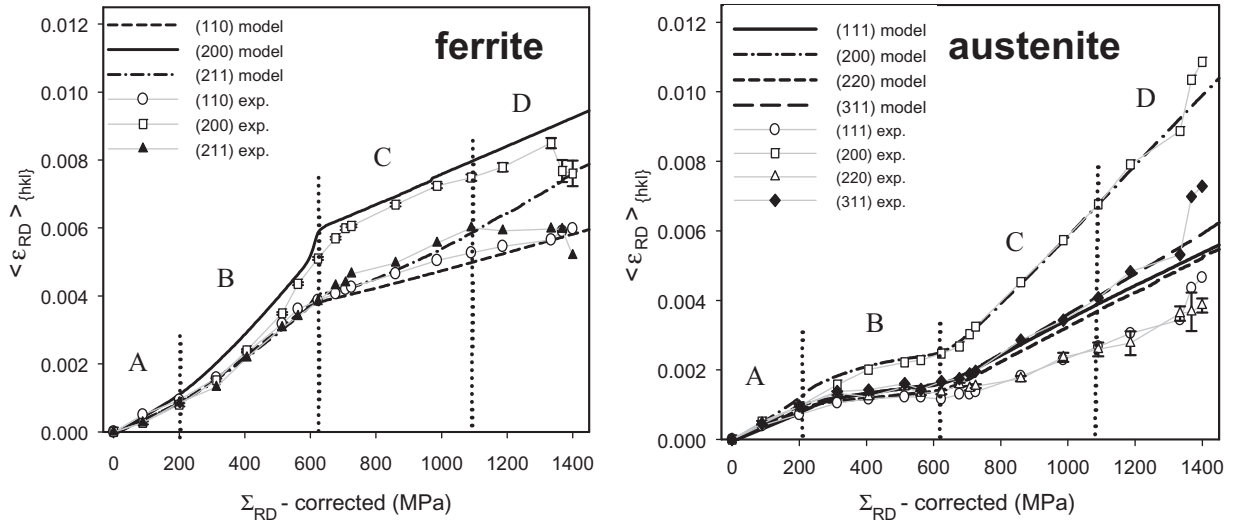 ferrite
(110) model
(200) model
(211) model
(110) exp.
(200) exp.
(211) exp.
A
B
C
D
0.012
0.010
0.008
0.006
0.004
0.002
0.000
<ε_RD>_{hkl}
0 200 400 600 800 1000 1200 1400
Σ_RD - corrected (MPa)
austenite
(111) model
(200) model
(220) model
(311) model
(111) exp.
(200) exp.
(220) exp.
(311) exp.
A
B
C
D
0.012
0.010
0.008
0.006
0.004
0.002
0.000
<ε_RD>_{hkl}
0 200 400 600 800 1000 1200 1400
Σ_RD - corrected (MPa)